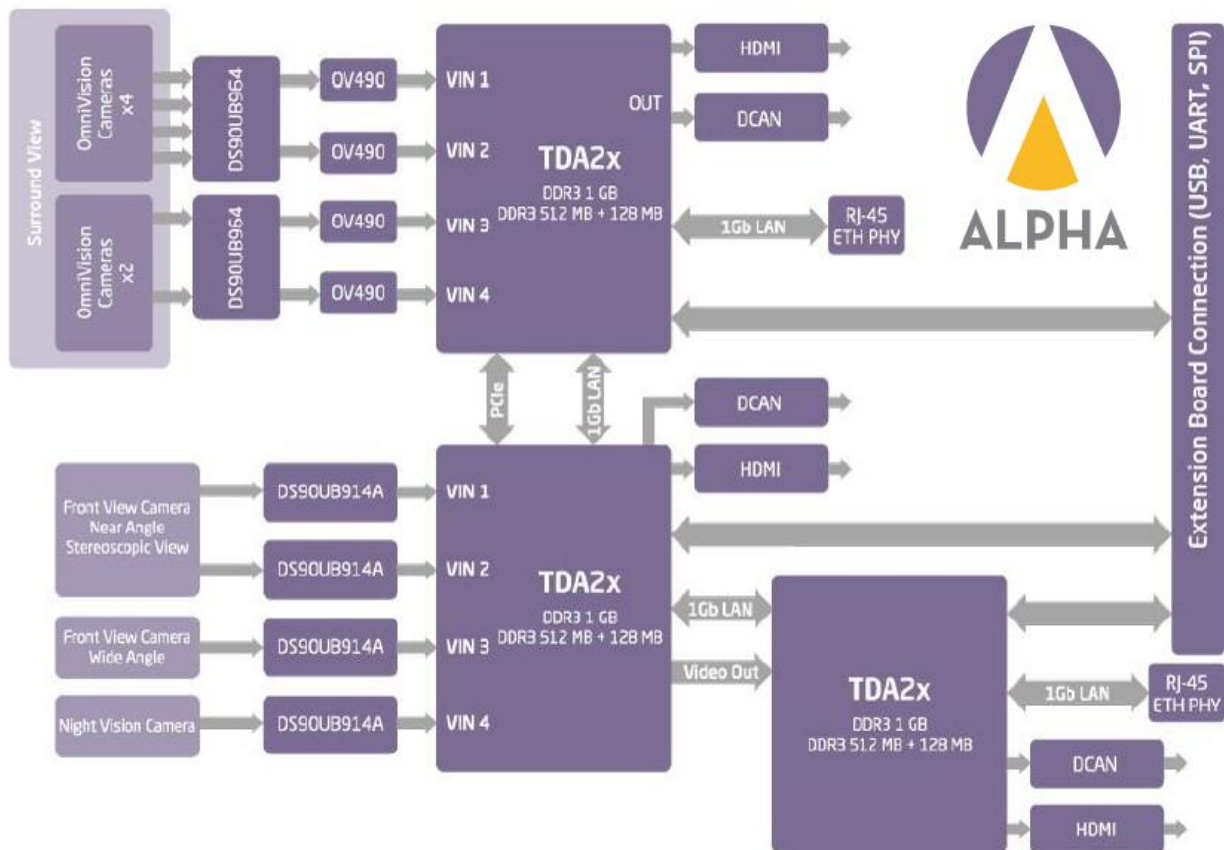 Surround View
OmniVision
Cameras
x4
DS90UB964
OV490
OV490
OmniVision
Cameras
x2
DS90UB964
OV490
OV490
VIN 1
VIN 2
VIN 3
VIN 4
OUT
TDA2x
DDR3 1 GB
DDR3 512 MB + 128 MB
HDMI
DCAN
1Gb LAN
RJ-45
ETH PHY
ALPHA
Extension Board Connection (USB, UART, SPI)
PCIe
1Gb LAN
DCAN
HDMI
Front View Camera
Near Angle
Stereoscopic View
DS90UB914A
DS90UB914A
Front View Camera
Wide Angle
DS90UB914A
Night Vision Camera
DS90UB914A
VIN 1
VIN 2
VIN 3
VIN 4
TDA2x
DDR3 1 GB
DDR3 512 MB + 128 MB
1Gb LAN
Video Out
TDA2x
DDR3 1 GB
DDR3 512 MB + 128 MB
1Gb LAN
RJ-45
ETH PHY
DCAN
HDMI